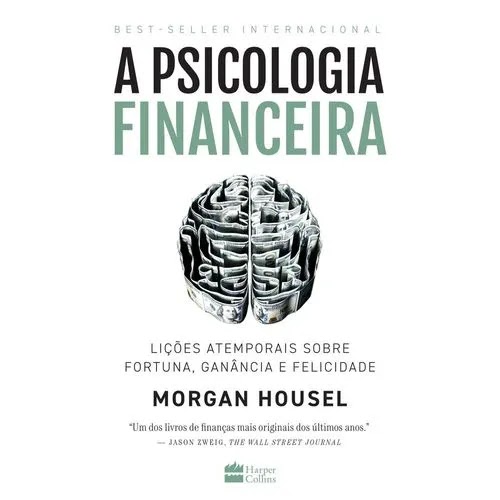 BEST-SELLER INTERNACIONAL
A PSICOLOGIA
FINANCEIRA
LIÇÕES ATEMPORAIS SOBRE
FORTUNA, GANÂNCIA E FELICIDADE
MORGAN HOUSEL
“Um dos livros de finanças mais originais dos últimos anos.”
— JASON ZWEIG, THE WALL STREET JOURNAL
Harper
Collins